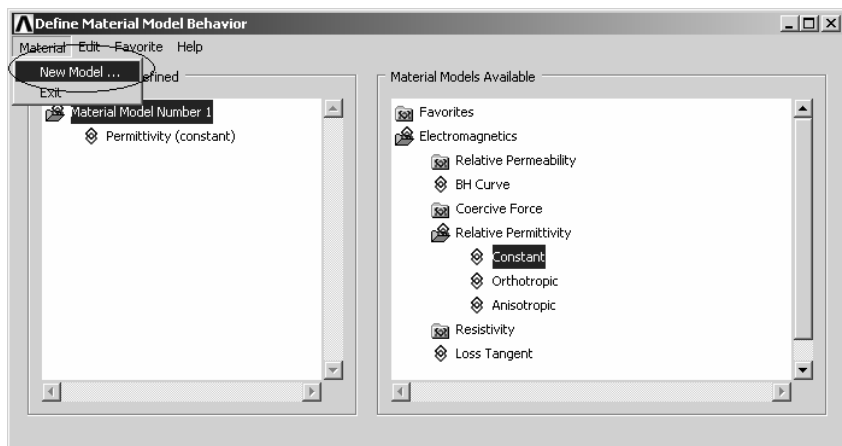 Define Material Model Behavior
Material Edit Favorite Help
New Model ...
Exit
Material Models Available
Material Model Number 1
Permittivity (constant)
Favorites
Electromagnetics
Relative Permeability
BH Curve
Coercive Force
Relative Permittivity
Constant
Orthotropic
Anisotropic
Resistivity
Loss Tangent